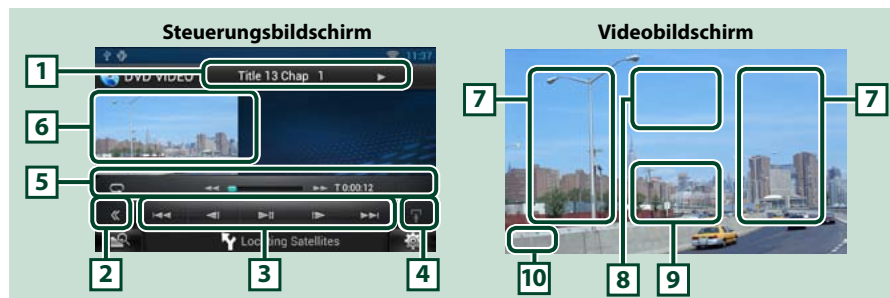 Steuerungsbildschirm
Videobildschirm
11:37
1
DVD VIDEO
Title 13 Chap 1
7
7
6
8
5
T 0:00:12
Locating Satellites
2
3
4
10
8
9